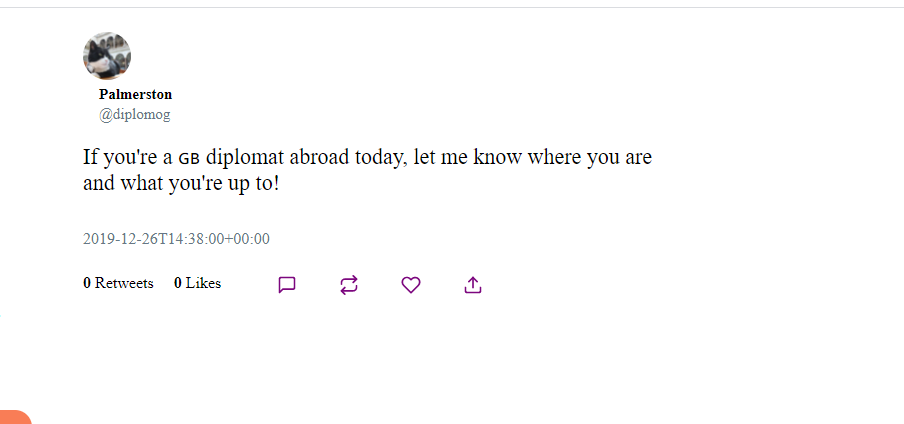 Palmerston
@diplomog
If you're a GB diplomat abroad today, let me know where you are
and what you're up to!
2019-12-26T14:38:00+00:00
0 Retweets 0 Likes